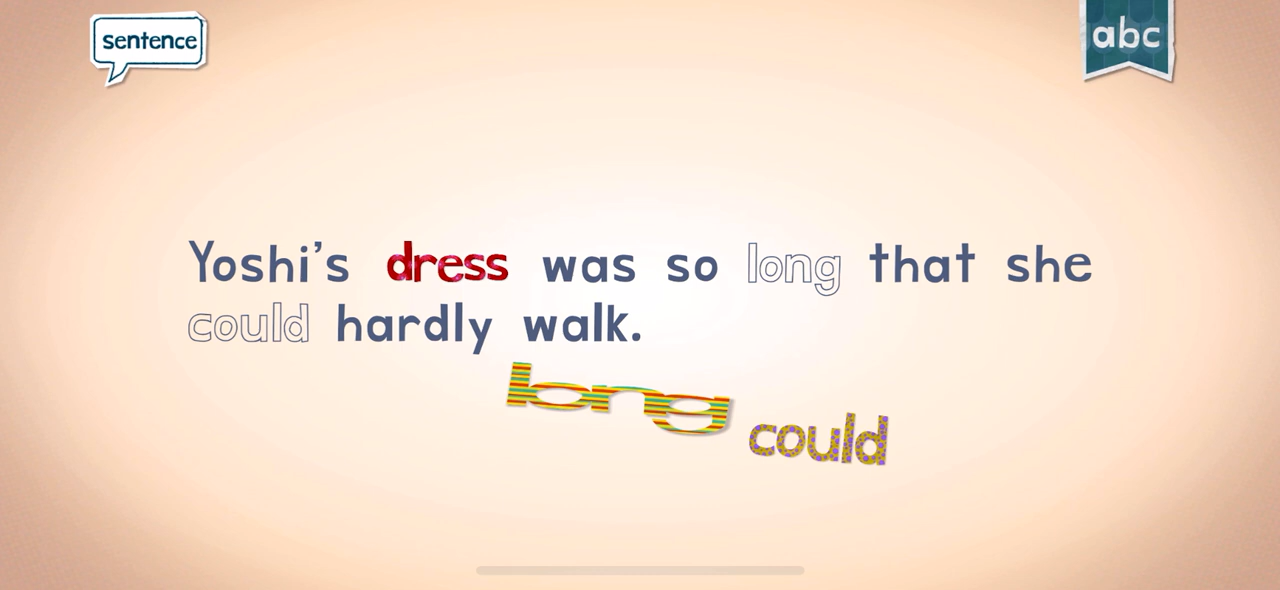 sentence
abc
Yoshi's dress was so long that she
could hardly walk.
long
could